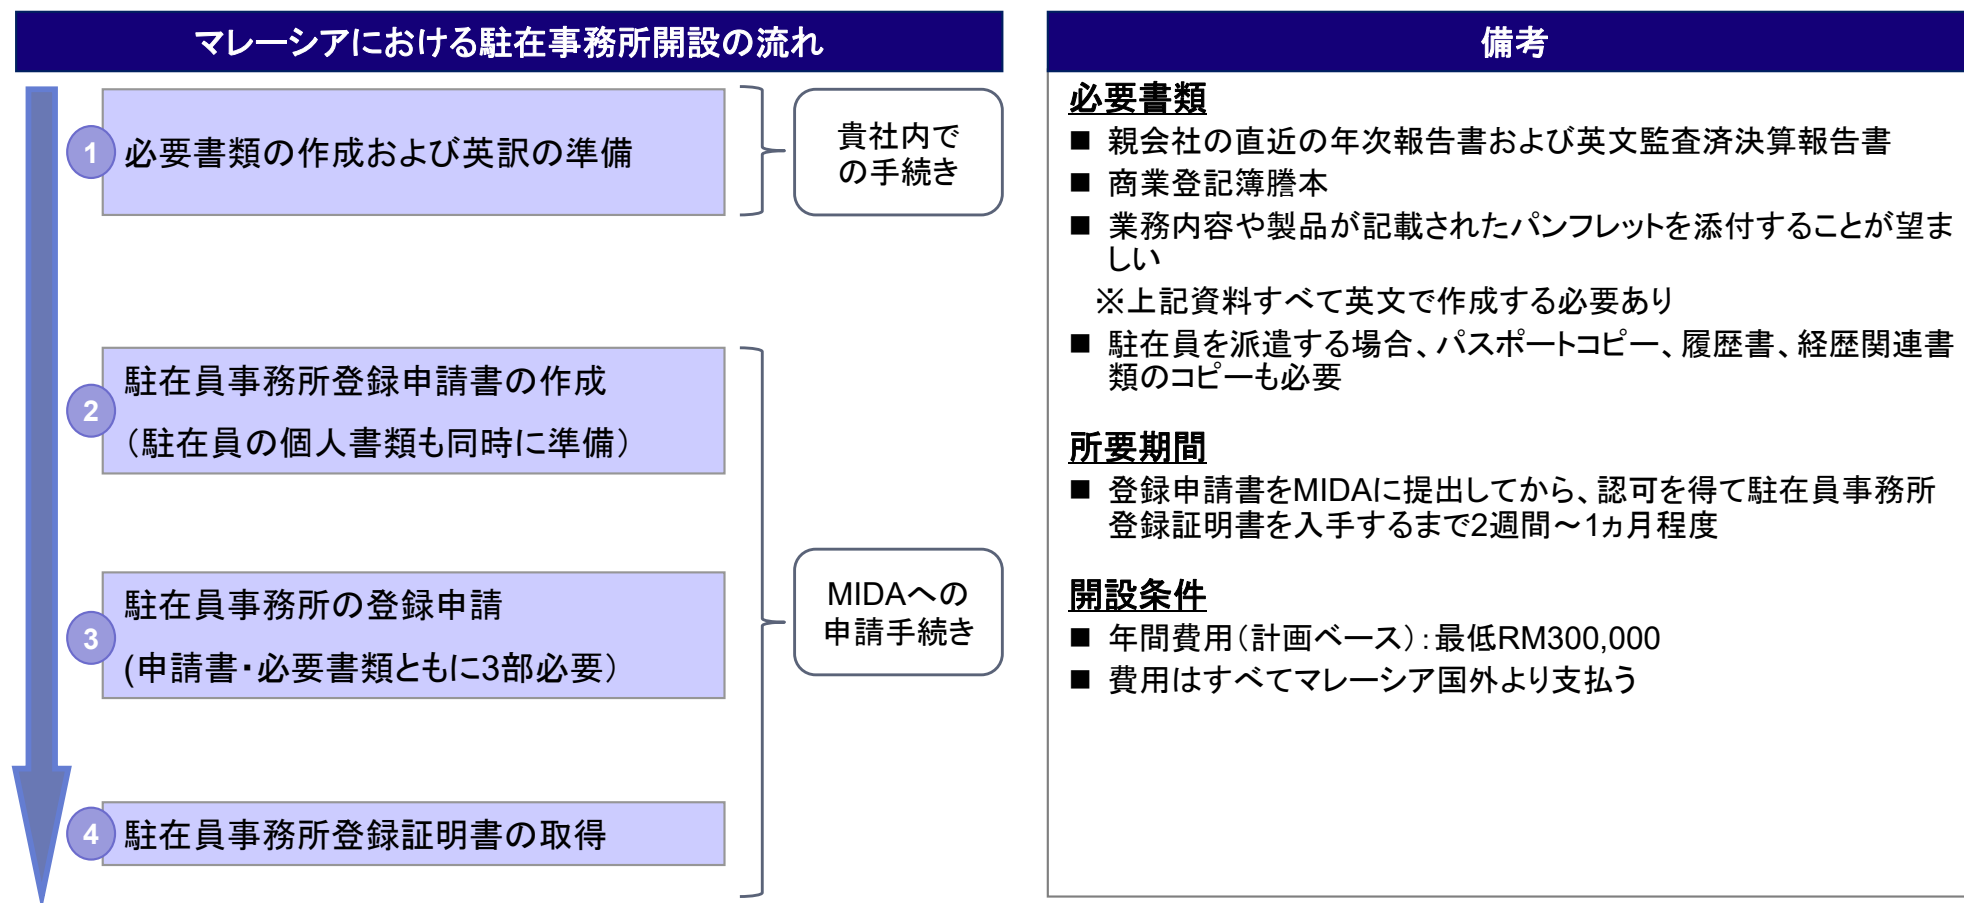 マレーシアにおける駐在事務所開設の流れ
1
必要書類の作成および英訳の準備
貴社内で
の手続き
2
駐在員事務所登録申請書の作成
（駐在員の個人書類も同時に準備）
3
駐在員事務所の登録申請
(申請書・必要書類ともに3部必要）
MIDAへの
申請手続き
4
駐在員事務所登録証明書の取得
備考
必要書類
■ 親会社の直近の年次報告書および英文監査済決算報告書
■ 商業登記簿謄本
■ 業務内容や製品が記載されたパンフレットを添付することが望ま
しい
※上記資料すべて英文で作成する必要あり
■ 駐在員を派遣する場合、パスポートコピー、履歴書、経歴関連書
類のコピーも必要
所要期間
■ 登録申請書をMIDAに提出してから、認可を得て駐在員事務所
登録証明書を入手するまで2週間～1ヵ月程度
開設条件
■ 年間費用（計画ベース）：最低RM300,000
■ 費用はすべてマレーシア国外より支払う